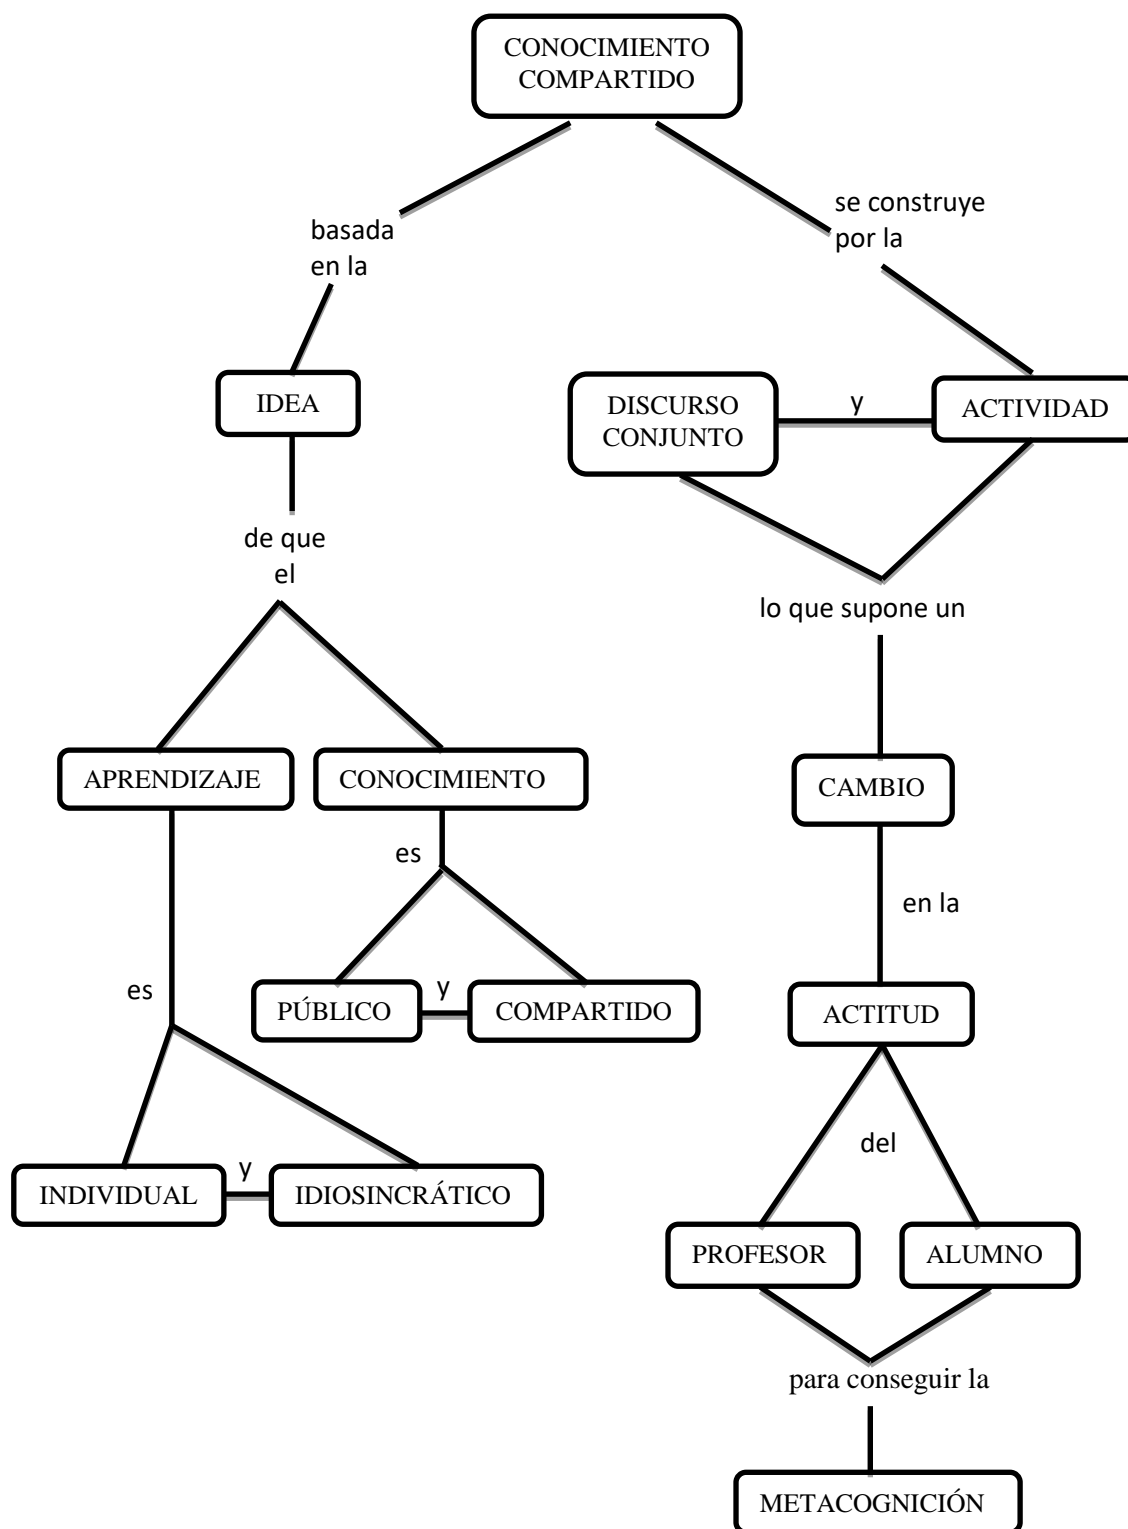 CONOCIMIENTO
COMPARTIDO
basada
en la
se construye
por la
IDEA
DISCURSO
CONJUNTO
y
ACTIVIDAD
de que
el
lo que supone un
APRENDIZAJE
CONOCIMIENTO
CAMBIO
es
en la
es
PÚBLICO
y
COMPARTIDO
ACTITUD
del
INDIVIDUAL
y
IDIOSINCRÁTICO
PROFESOR
ALUMNO
para conseguir la
METACOGNICIÓN